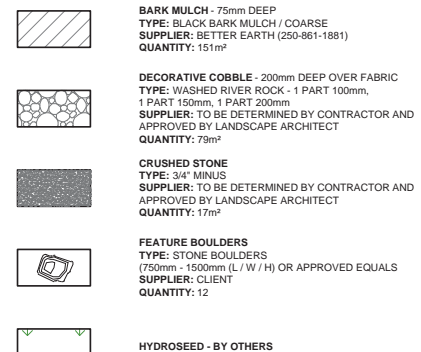 BARK MULCH - 75mm DEEP
TYPE: BLACK BARK MULCH / COARSE
SUPPLIER: BETTER EARTH (250-861-1881)
QUANTITY: 151m²
DECORATIVE COBBLE - 200mm DEEP OVER FABRIC
TYPE: WASHED RIVER ROCK - 1 PART 100mm,
1 PART 150mm, 1 PART 200mm
SUPPLIER: TO BE DETERMINED BY CONTRACTOR AND
APPROVED BY LANDSCAPE ARCHITECT
QUANTITY: 79m²
CRUSHED STONE
TYPE: 3/4" MINUS
SUPPLIER: TO BE DETERMINED BY CONTRACTOR AND
APPROVED BY LANDSCAPE ARCHITECT
QUANTITY: 17m²
FEATURE BOULDERS
TYPE: STONE BOULDERS
(750mm - 1500mm (L / W / H) OR APPROVED EQUALS
SUPPLIER: CLIENT
QUANTITY: 12
HYDROSEED - BY OTHERS